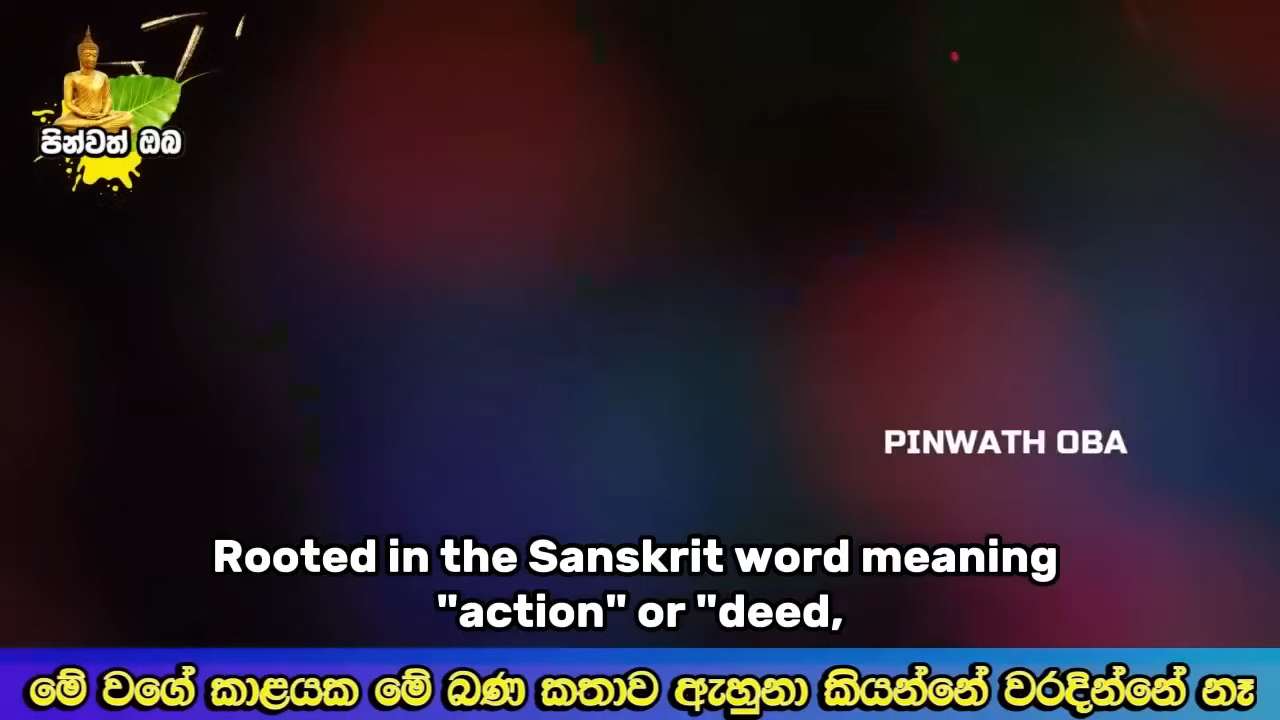 පින්වත් ඔබ
PINWATH OBA
Rooted in the Sanskrit word meaning
"action" or "deed,
මේ වගේ කාළයක මේ බණ කතාව ඇහුනා කියන්නේ වරදින්නේ නෑ